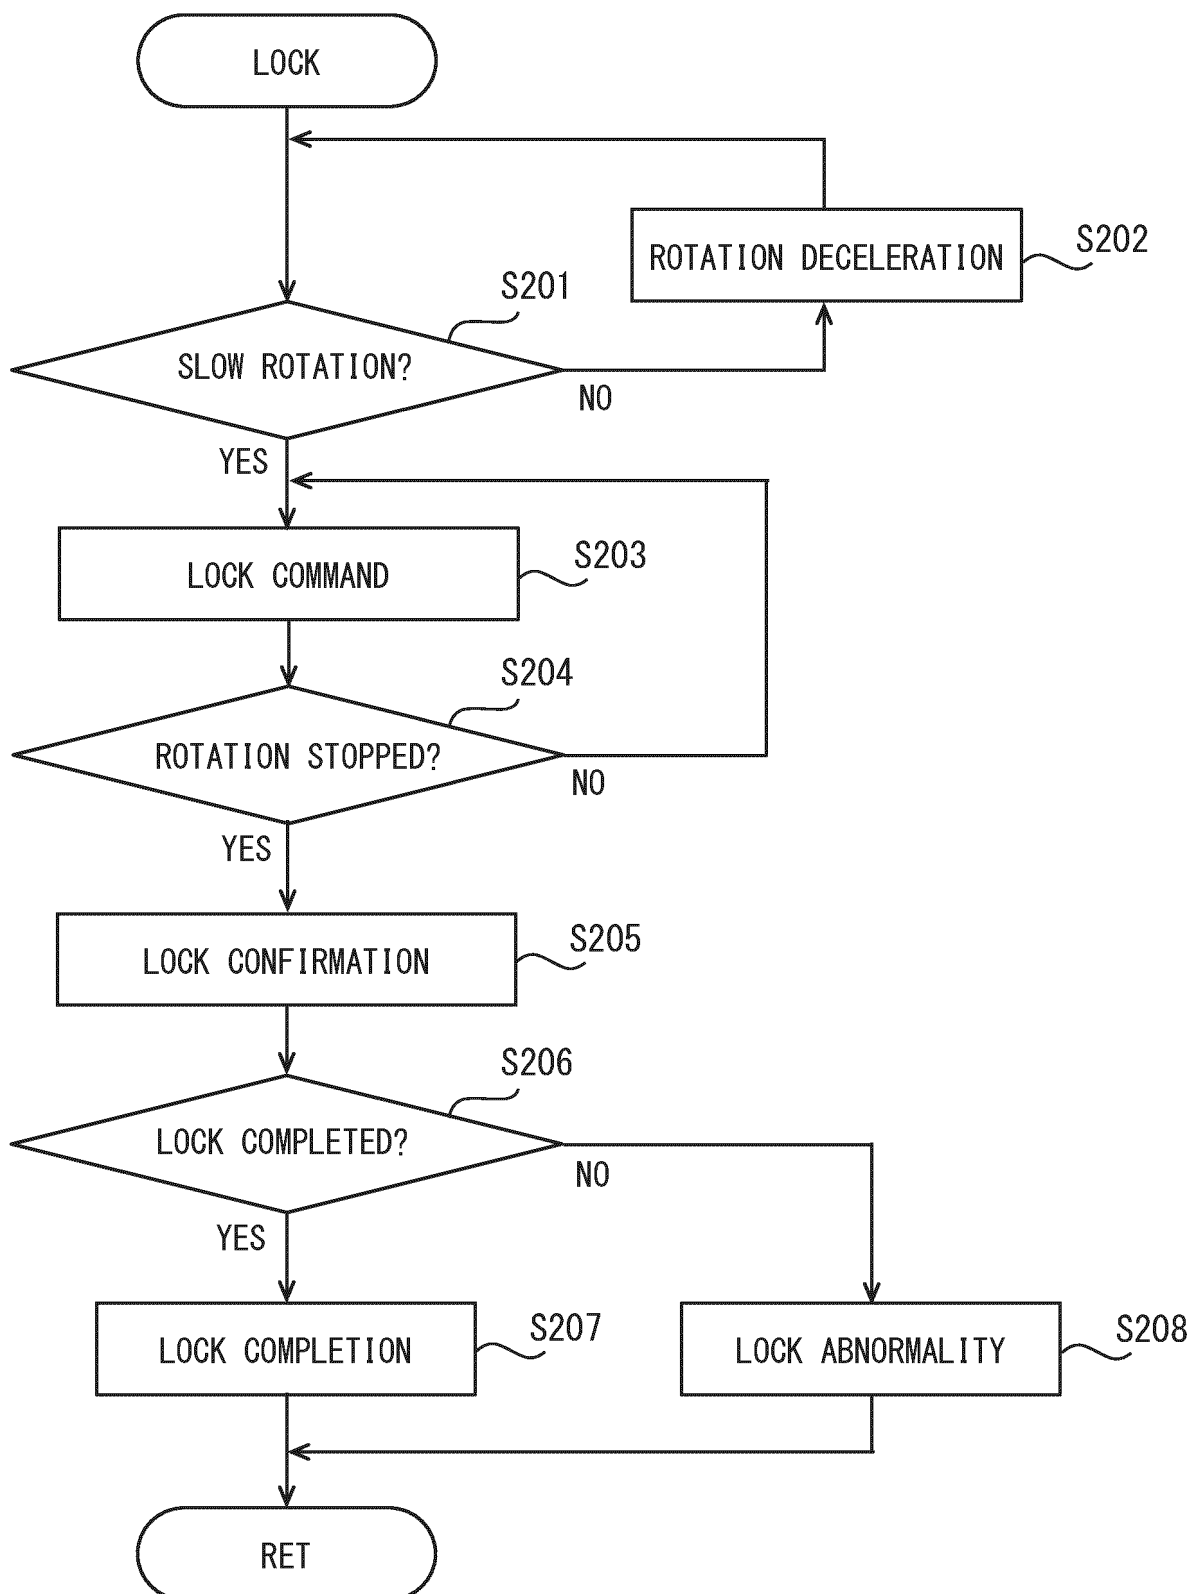 LOCK
S202
ROTATION DECELERATION
S201
SLOW ROTATION?
NO
YES
S203
LOCK COMMAND
S204
ROTATION STOPPED?
NO
YES
S205
LOCK CONFIRMATION
S206
LOCK COMPLETED?
NO
YES
S207
LOCK COMPLETION
S208
LOCK ABNORMALITY
RET